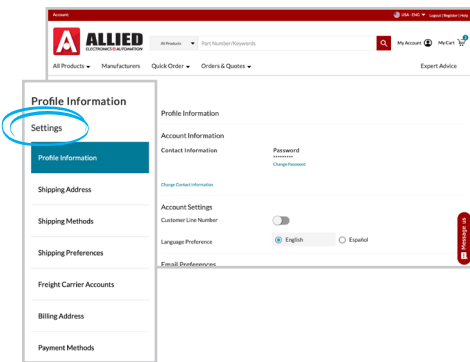 Account
USA - ENG ▼ Logout | Register | Help
ALLIED
ELECTRONICS & AUTOMATION
All Products ▼ Part Number/Keywords
My Account
My Cart
0
All Products ▼ Manufacturers Quick Order ▼ Orders & Quotes ▼ Expert Advice
Profile Information
Settings
Profile Information
Shipping Address
Shipping Methods
Shipping Preferences
Freight Carrier Accounts
Billing Address
Payment Methods
Profile Information
Account Information
Contact Information
Password
*********
Change Password
Change Contact Information
Account Settings
Customer Line Number
Language Preference
English
Español
Email Preferences
Message us